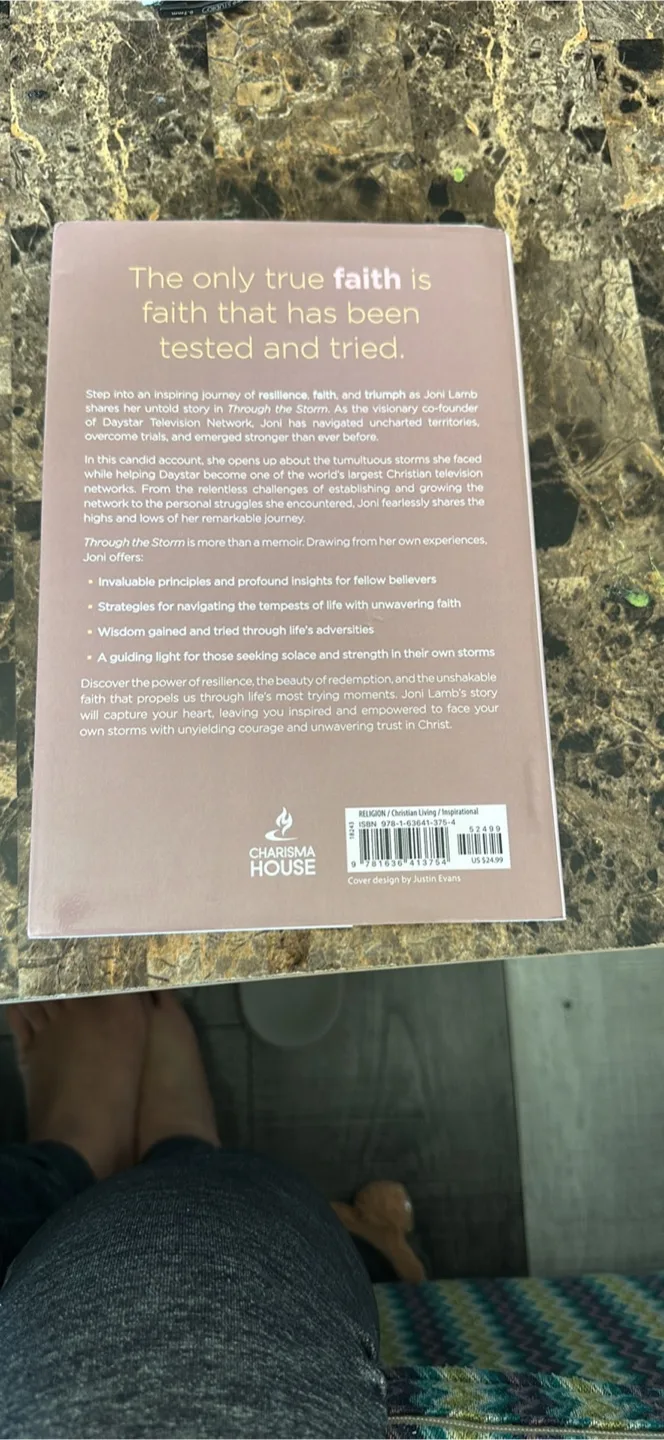 The only true faith is
faith that has been
tested and tried.
Step into an inspiring journey of resilience, faith, and triumph as Joni Lamb
shares her untold story in Through the Storm. As the visionary co-founder
of Daystar Television Network, Joni has navigated uncharted territories,
overcome trials, and emerged stronger than ever before.
In this candid account, she opens up about the tumultuous storms she faced
while helping Daystar become one of the world's largest Christian television
networks. From the relentless challenges of establishing and growing the
network to the personal struggles she encountered, Joni fearlessly shares the
highs and lows of her remarkable journey.
Through the Storm is more than a memoir. Drawing from her own experiences,
Joni offers:
• Invaluable principles and profound insights for fellow believers
• Strategies for navigating the tempests of life with unwavering faith
• Wisdom gained and tried through life's adversities
• A guiding light for those seeking solace and strength in their own storms
Discover the power of resilience, the beauty of redemption, and the unshakable
faith that propels us through life's most trying moments. Joni Lamb's story
will capture your heart, leaving you inspired and empowered to face your
own storms with unyielding courage and unwavering trust in Christ.
CHARISMA
HOUSE
RELIGION / Christian Living / Inspirational
ISBN 978-1-63641-375-4
18243
52499
9 781636 413754
US $24.99
Cover design by Justin Evans